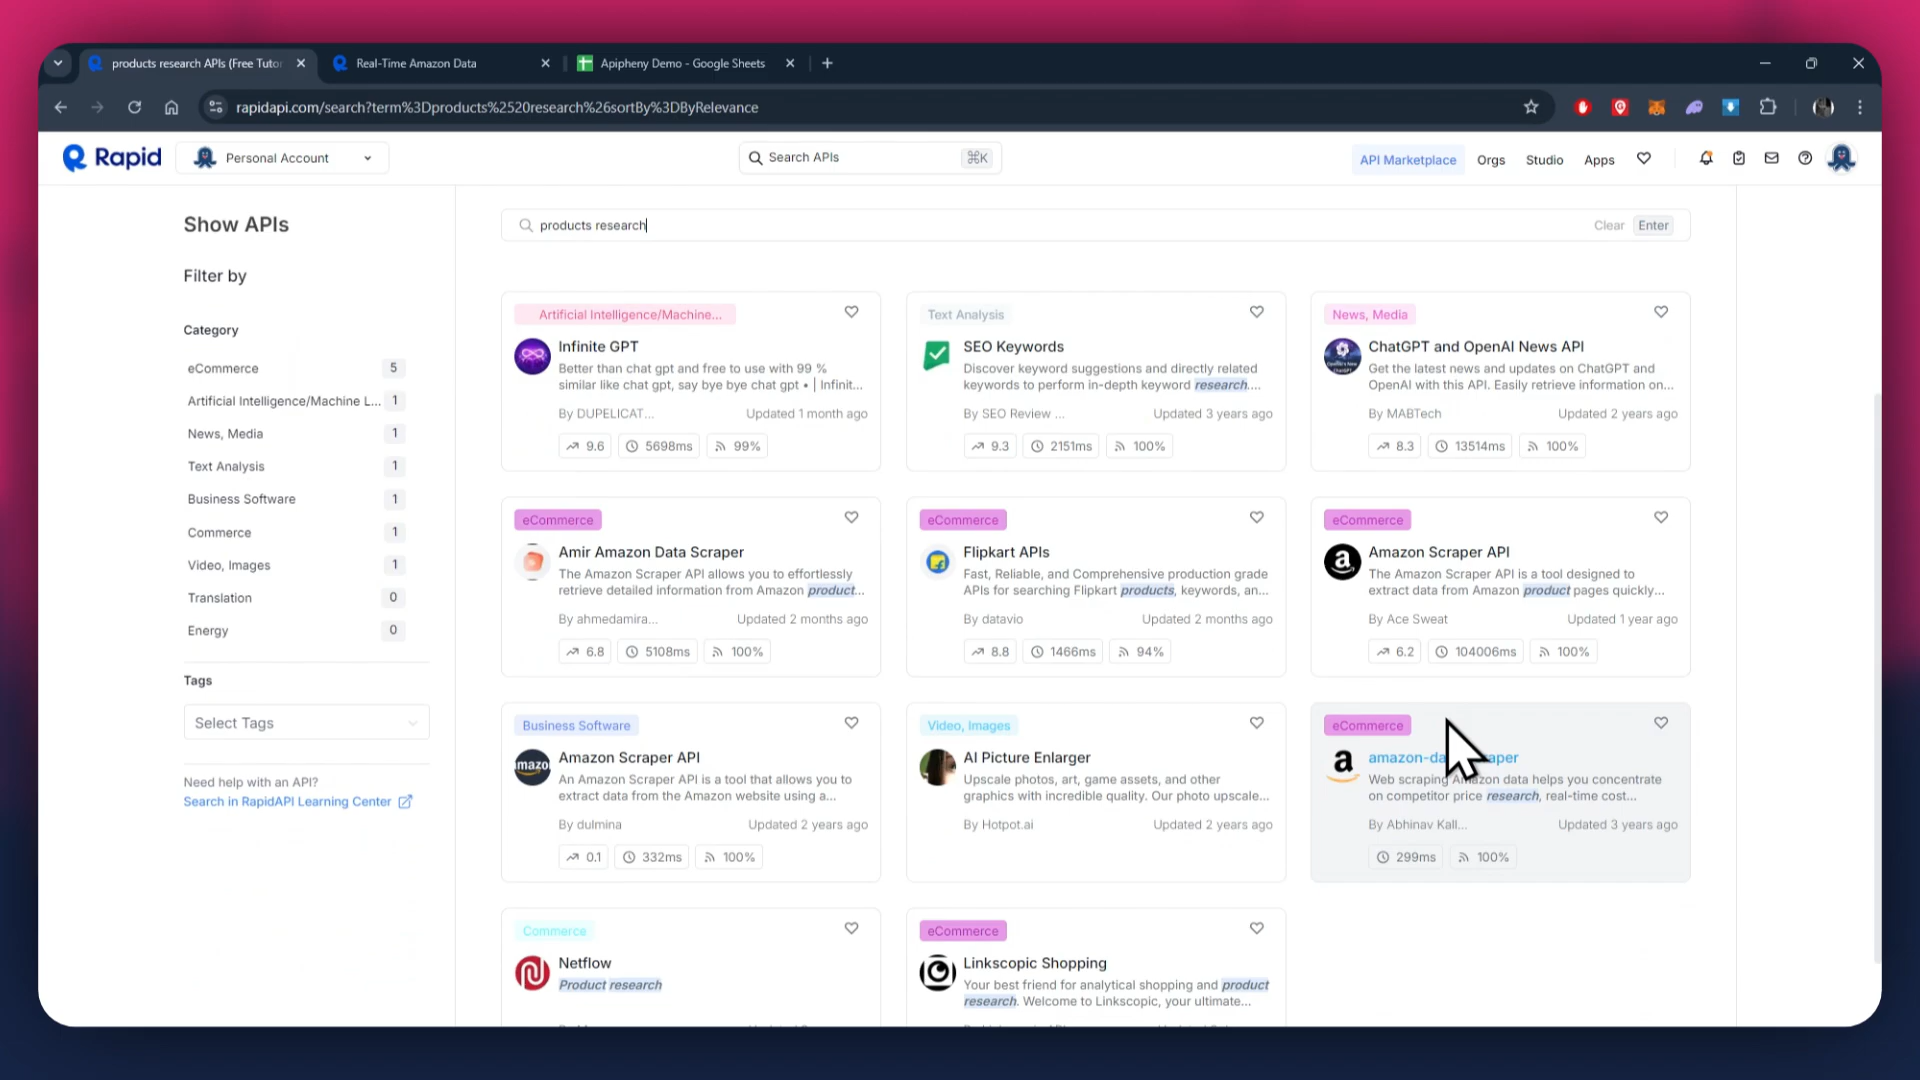 products research APIs (Free Tutor
Real-Time Amazon Data
Apipheny Demo - Google Sheets
rapidapi.com/search?term%3Dproducts%2520research%26sortBy%3DByRelevance
Rapid
Personal Account
Search APIs
⌘K
API Marketplace
Orgs
Studio
Apps
Show APIs
Filter by
Category
eCommerce 5
Artificial Intelligence/Machine L... 1
News, Media 1
Text Analysis 1
Business Software 1
Commerce 1
Video, Images 1
Translation 0
Energy 0
Tags
Select Tags
Need help with an API?
Search in RapidAPI Learning Center
products research
Clear
Enter
Artificial Intelligence/Machine...
Infinite GPT
Better than chat gpt and free to use with 99 %
similar like chat gpt, say bye bye chat gpt • | Infinit...
By DUPELICAT... Updated 1 month ago
9.6 5698ms 99%
Text Analysis
SEO Keywords
Discover keyword suggestions and directly related
keywords to perform in-depth keyword research....
By SEO Review ... Updated 3 years ago
9.3 2151ms 100%
News, Media
ChatGPT and OpenAI News API
Get the latest news and updates on ChatGPT and
OpenAI with this API. Easily retrieve information on...
By MABTech Updated 2 years ago
8.3 13514ms 100%
eCommerce
Amir Amazon Data Scraper
The Amazon Scraper API allows you to effortlessly
retrieve detailed information from Amazon product...
By ahmedamira... Updated 2 months ago
6.8 5108ms 100%
eCommerce
Flipkart APIs
Fast, Reliable, and Comprehensive production grade
APIs for searching Flipkart products, keywords, an...
By datavio Updated 2 months ago
8.8 1466ms 94%
eCommerce
Amazon Scraper API
The Amazon Scraper API is a tool designed to
extract data from Amazon product pages quickly...
By Ace Sweat Updated 1 year ago
6.2 104006ms 100%
Business Software
Amazon Scraper API
An Amazon Scraper API is a tool that allows you to
extract data from the Amazon website using a...
By dulmina Updated 2 years ago
0.1 332ms 100%
Video, Images
AI Picture Enlarger
Upscale photos, art, game assets, and other
graphics with incredible quality. Our photo upscale...
By Hotpot.ai Updated 2 years ago
eCommerce
amazon-da aper
Web scraping Amazon data helps you concentrate
on competitor price research, real-time cost...
By Abhinav Kall... Updated 3 years ago
299ms 100%
Commerce
Netflow
Product research
eCommerce
Linkscopic Shopping
Your best friend for analytical shopping and product
research. Welcome to Linkscopic, your ultimate...